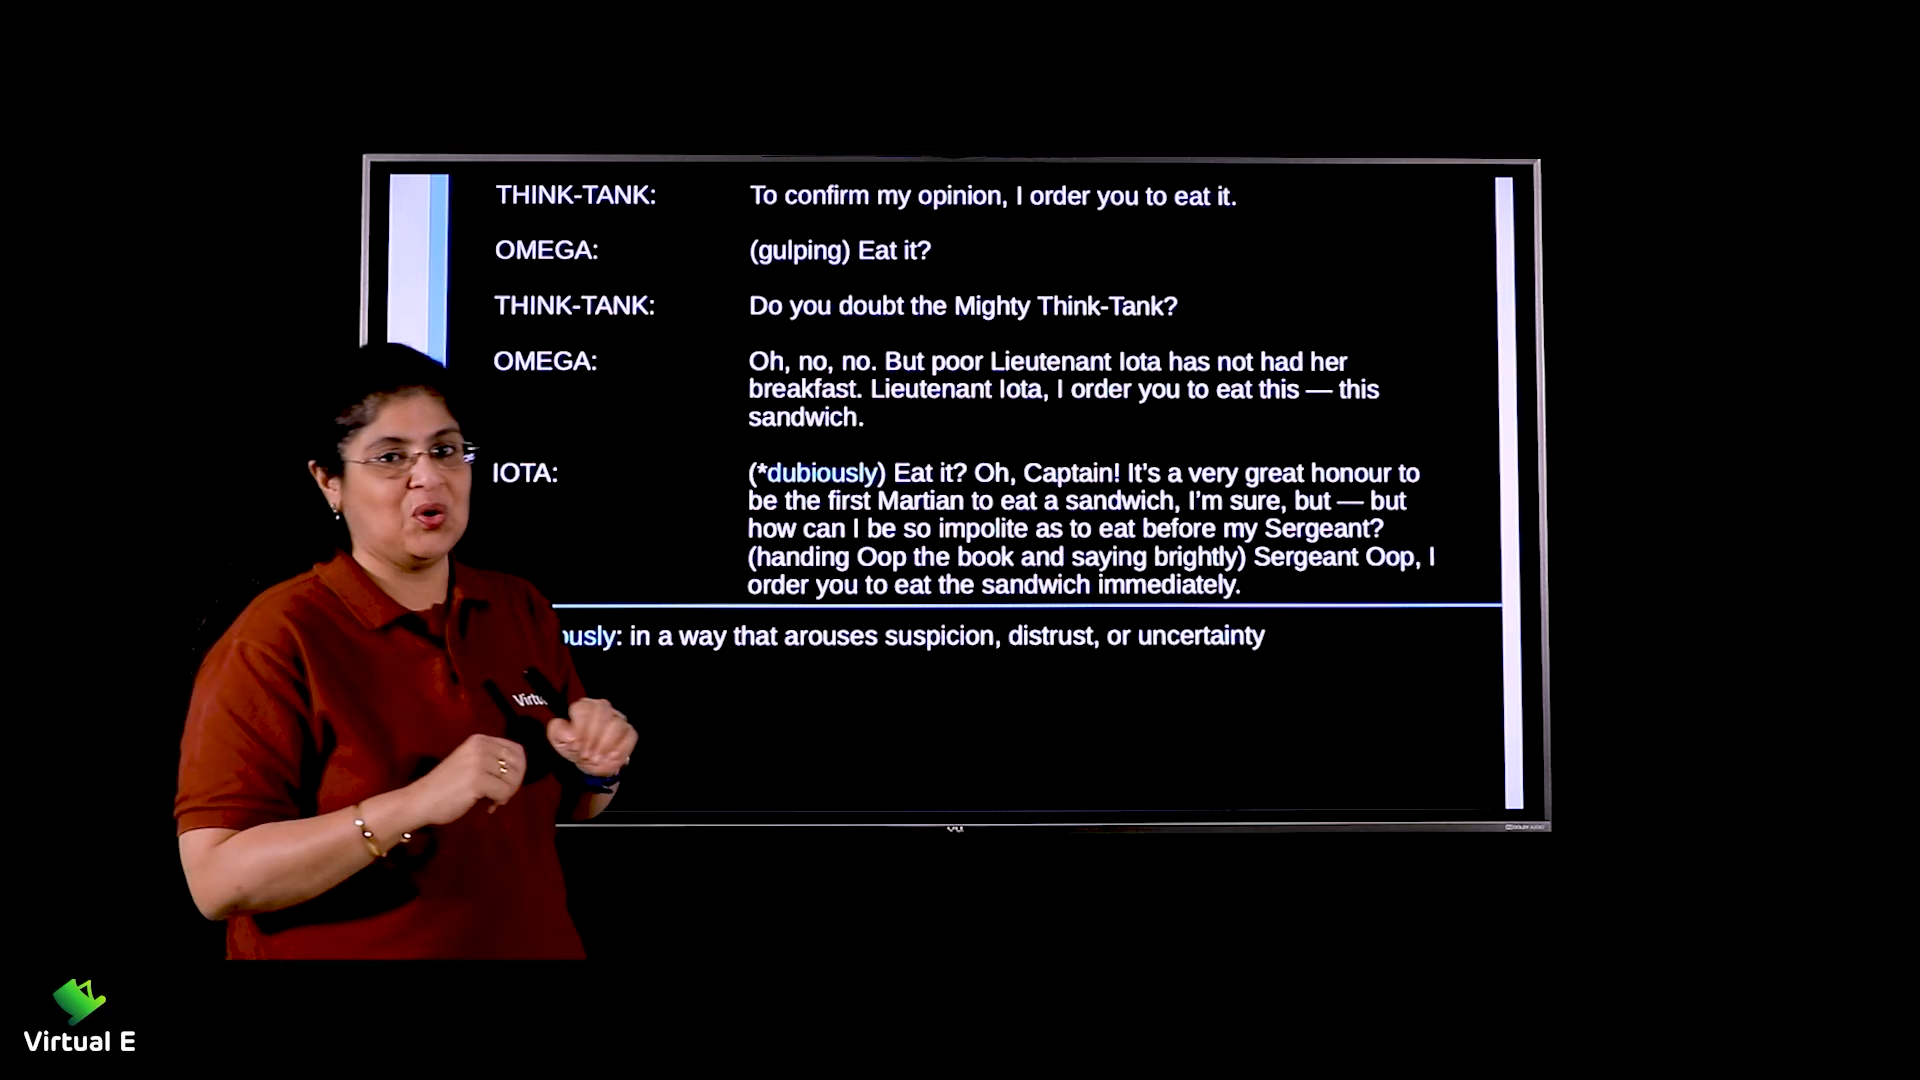 THINK-TANK: To confirm my opinion, I order you to eat it.
OMEGA: (gulping) Eat it?
THINK-TANK: Do you doubt the Mighty Think-Tank?
OMEGA: Oh, no, no. But poor Lieutenant Iota has not had her
breakfast. Lieutenant Iota, I order you to eat this — this
sandwich.
IOTA: (*dubiously) Eat it? Oh, Captain! It’s a very great honour to
be the first Martian to eat a sandwich, I’m sure, but — but
how can I be so impolite as to eat before my Sergeant?
(handing Oop the book and saying brightly) Sergeant Oop, I
order you to eat the sandwich immediately.
ously: in a way that arouses suspicion, distrust, or uncertainty
Virtu
Virtual E